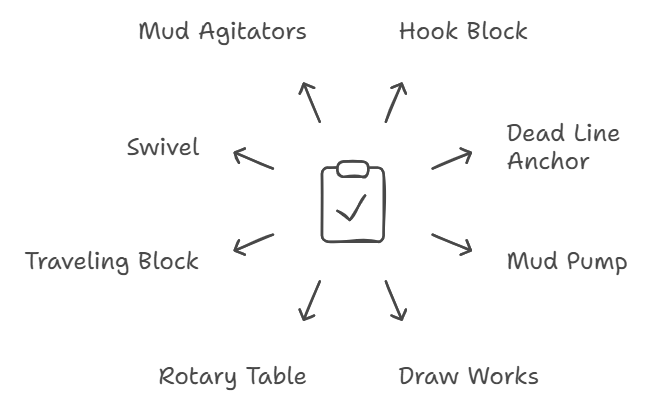 Mud Agitators
Hook Block
Swivel
Dead Line
Anchor
Traveling Block
Mud Pump
Rotary Table
Draw Works